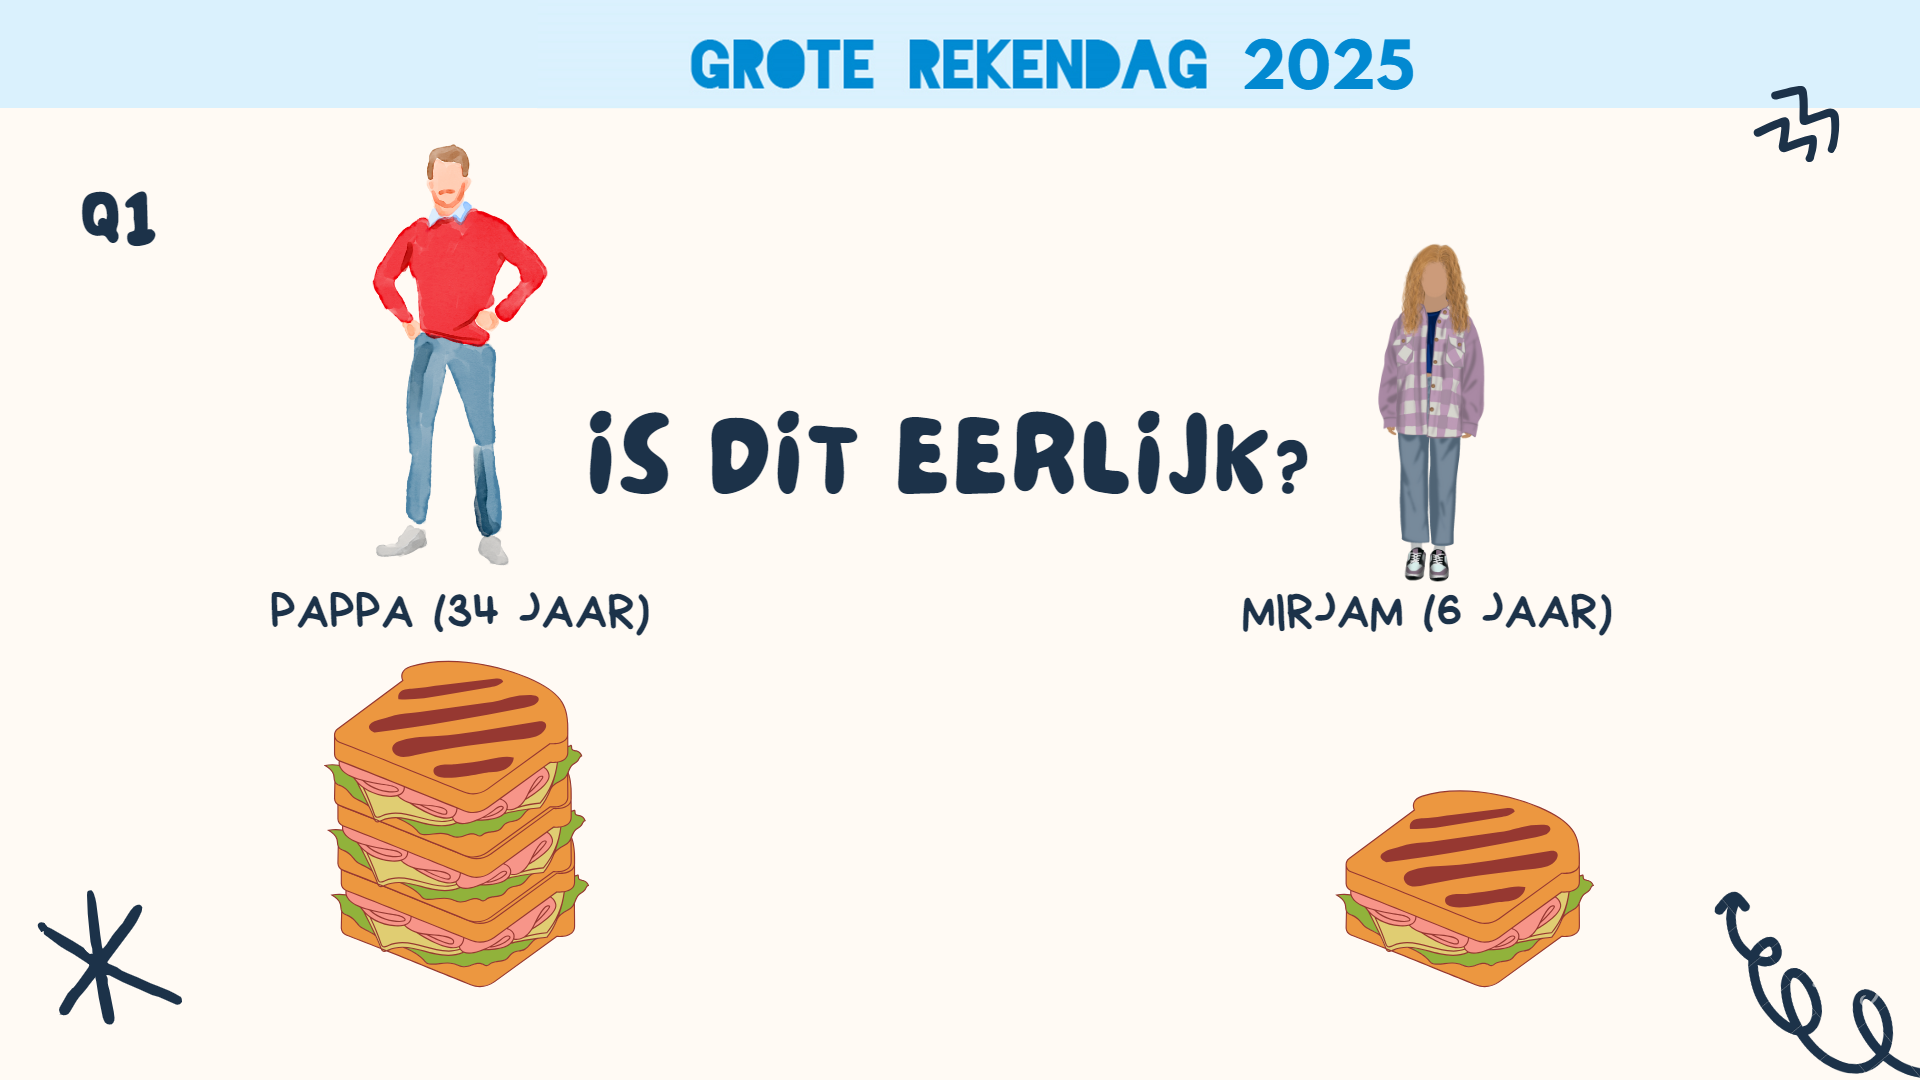 GROTE REKENDAG 2025
Q1
iS DiT EERLiJK?
PAPPA (34 JAAR)
MIRJAM (6 JAAR)